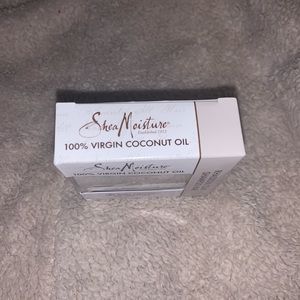 SheaMoisture
Established 1912
100% VIRGIN COCONUT OIL
SheaMoisture
100% VIRGIN COCONUT OIL